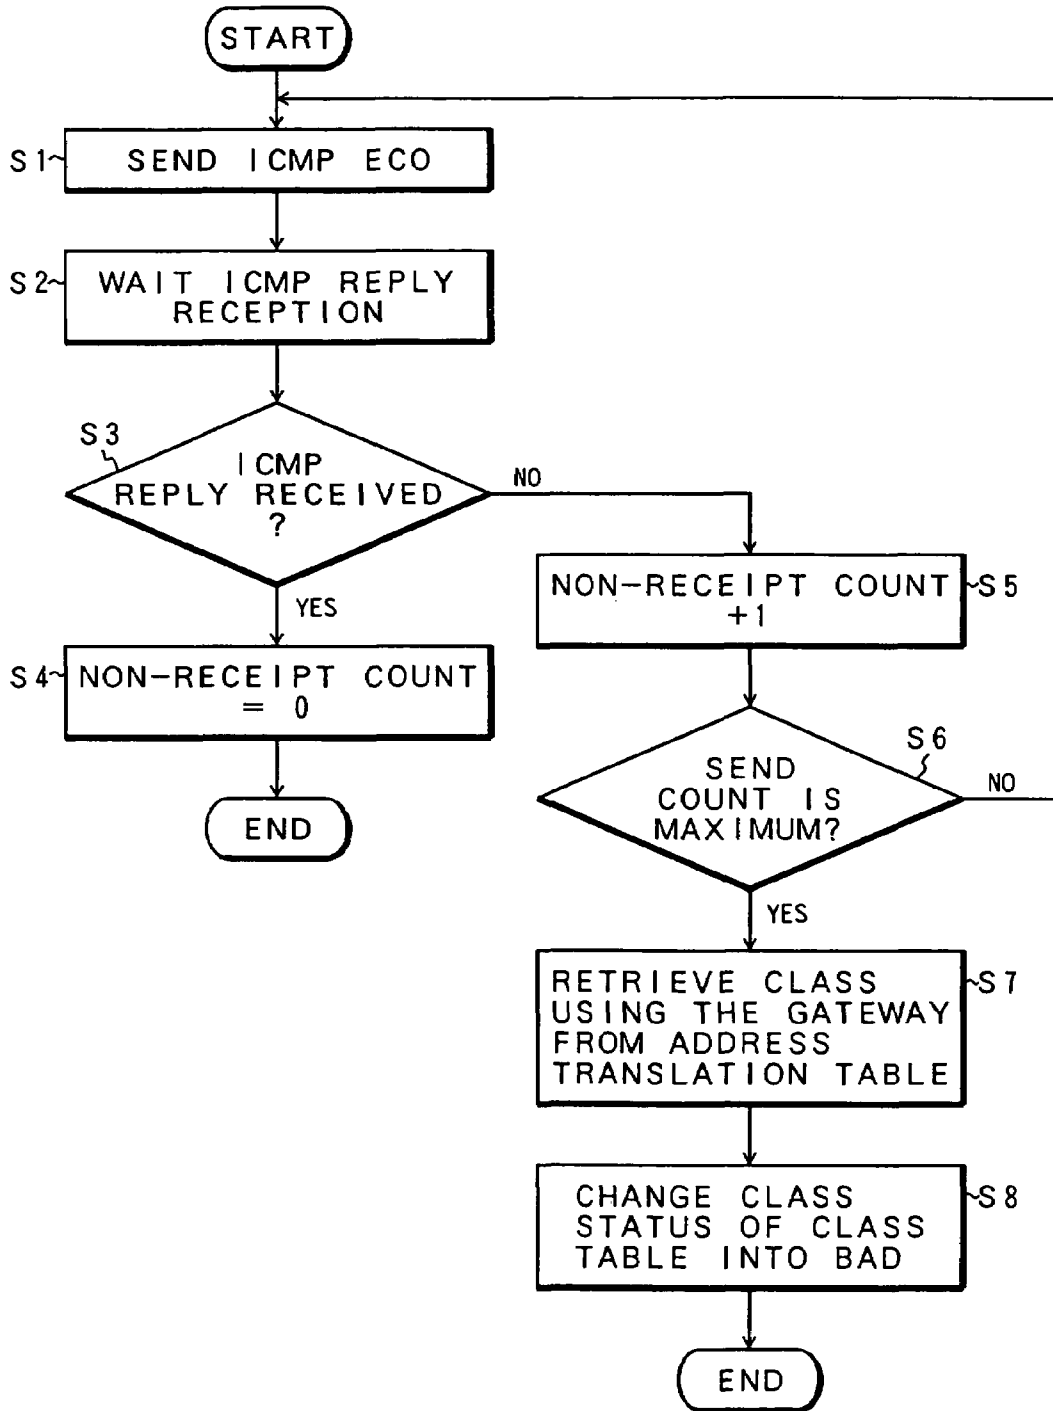 START
S1
SEND ICMP ECO
S2
WAIT ICMP REPLY
RECEPTION
S3
ICMP
REPLY RECEIVED
?
NO
YES
S4
NON-RECEIPT COUNT
= 0
END
NON-RECEIPT COUNT
+1
S5
S6
SEND
COUNT IS
MAXIMUM?
NO
YES
RETRIEVE CLASS
USING THE GATEWAY
FROM ADDRESS
TRANSLATION TABLE
S7
CHANGE CLASS
STATUS OF CLASS
TABLE INTO BAD
S8
END